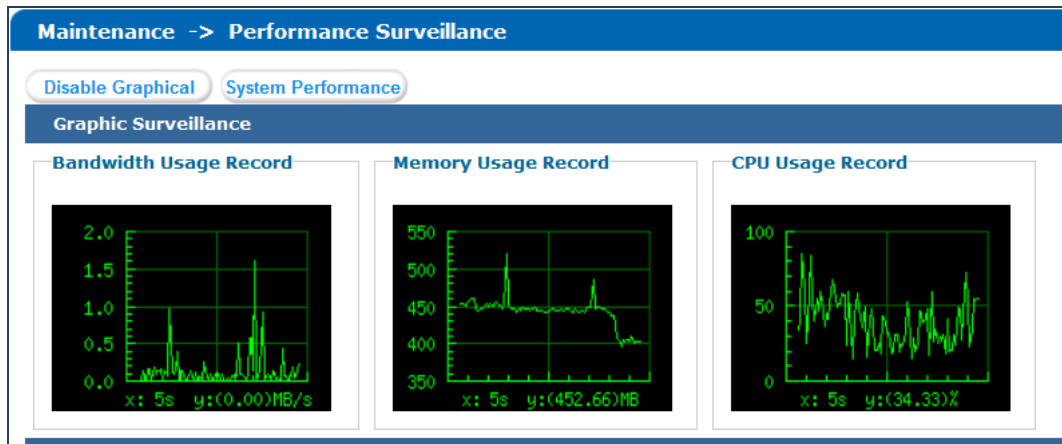 Maintenance -> Performance Surveillance
Disable Graphical System Performance
Graphic Surveillance
Bandwidth Usage Record
2.0
1.5
1.0
0.5
0.0
x: 5s y:(0.00)MB/s
Memory Usage Record
550
500
450
400
350
x: 5s y:(452.66)MB
CPU Usage Record
100
50
0
x: 5s y:(34.33)%